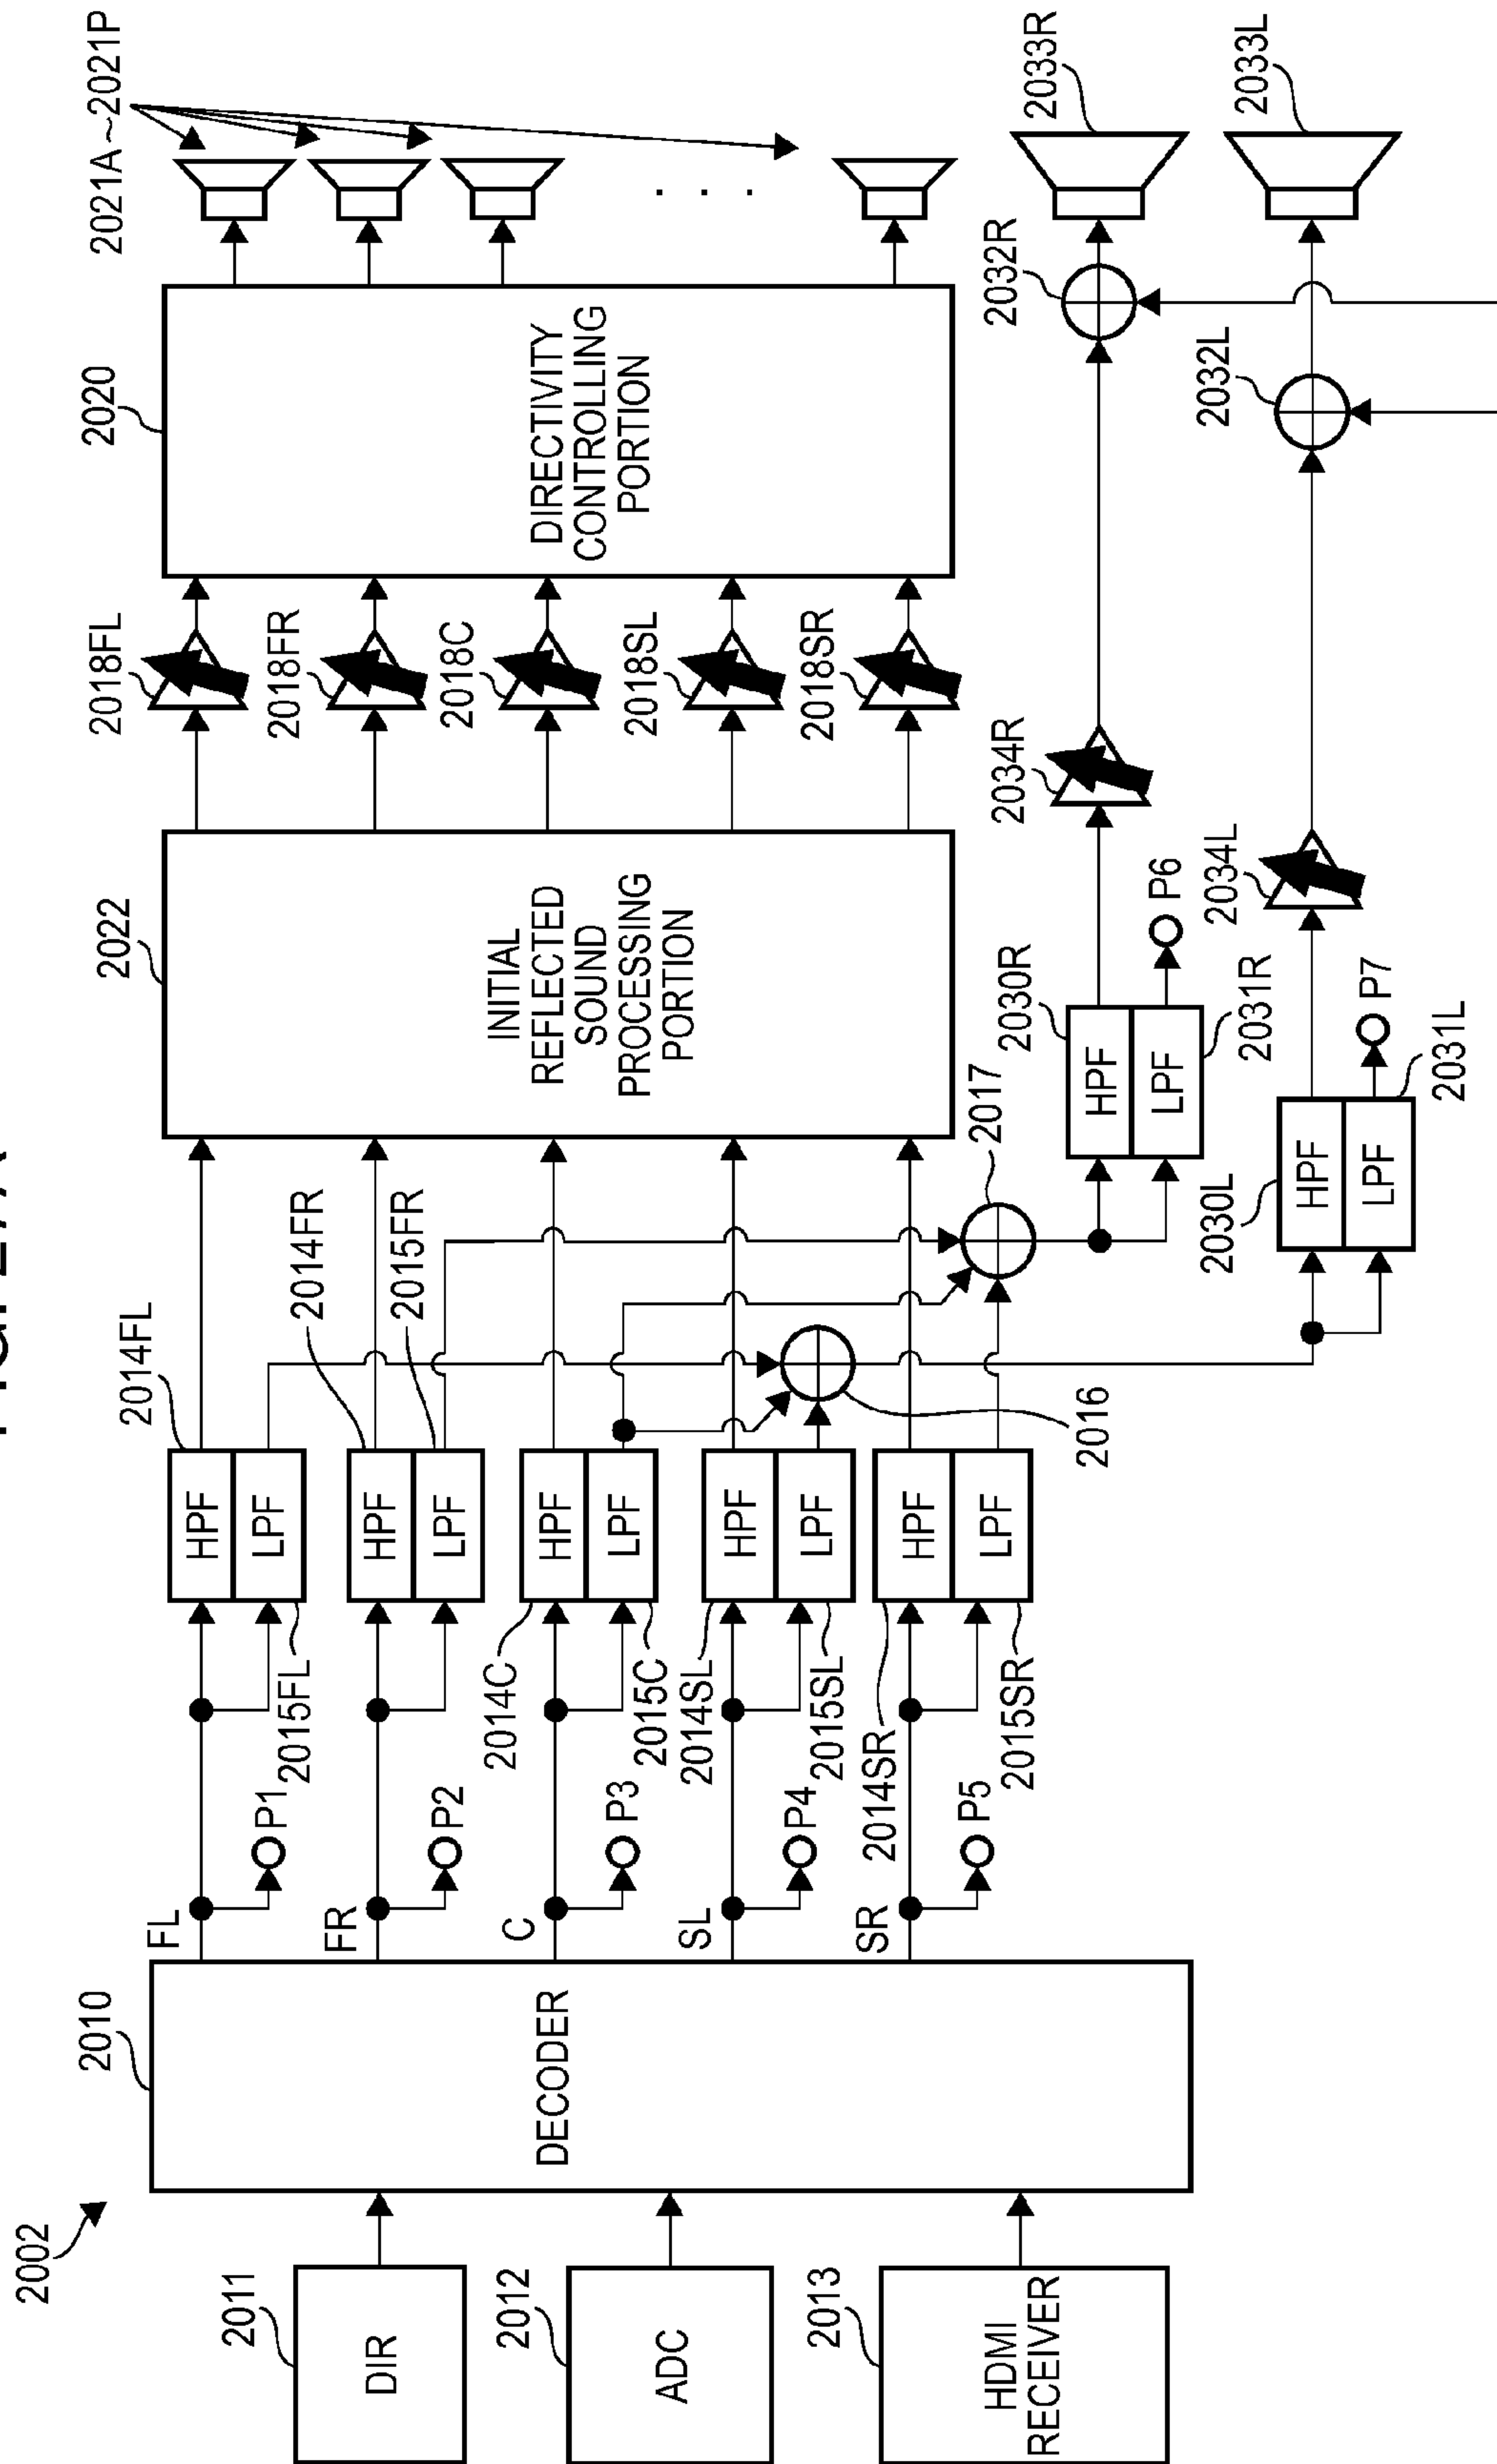 2002
2011
DIR
2012
ADC
2013
HDMI
RECEIVER
2010
DECODER
FL
P1
FR
P2
C
P3
SL
P4
SR
P5
2014FL
HPF
LPF
2015FL
2014FR
HPF
LPF
2015FR
2014C
HPF
LPF
2015C
2014SL
HPF
LPF
2015SL
2014SR
HPF
LPF
2015SR
2016
2017
2022
INITIAL
REFLECTED
SOUND
PROCESSING
PORTION
2018FL
2018FR
2018C
2018SL
2018SR
2020
DIRECTIVITY
CONTROLLING
PORTION
2021A~2021P
. . .
2030R
HPF
LPF
2031R
P6
2034R
2032R
2033R
2030L
HPF
LPF
2031L
P7
2034L
2032L
2033L